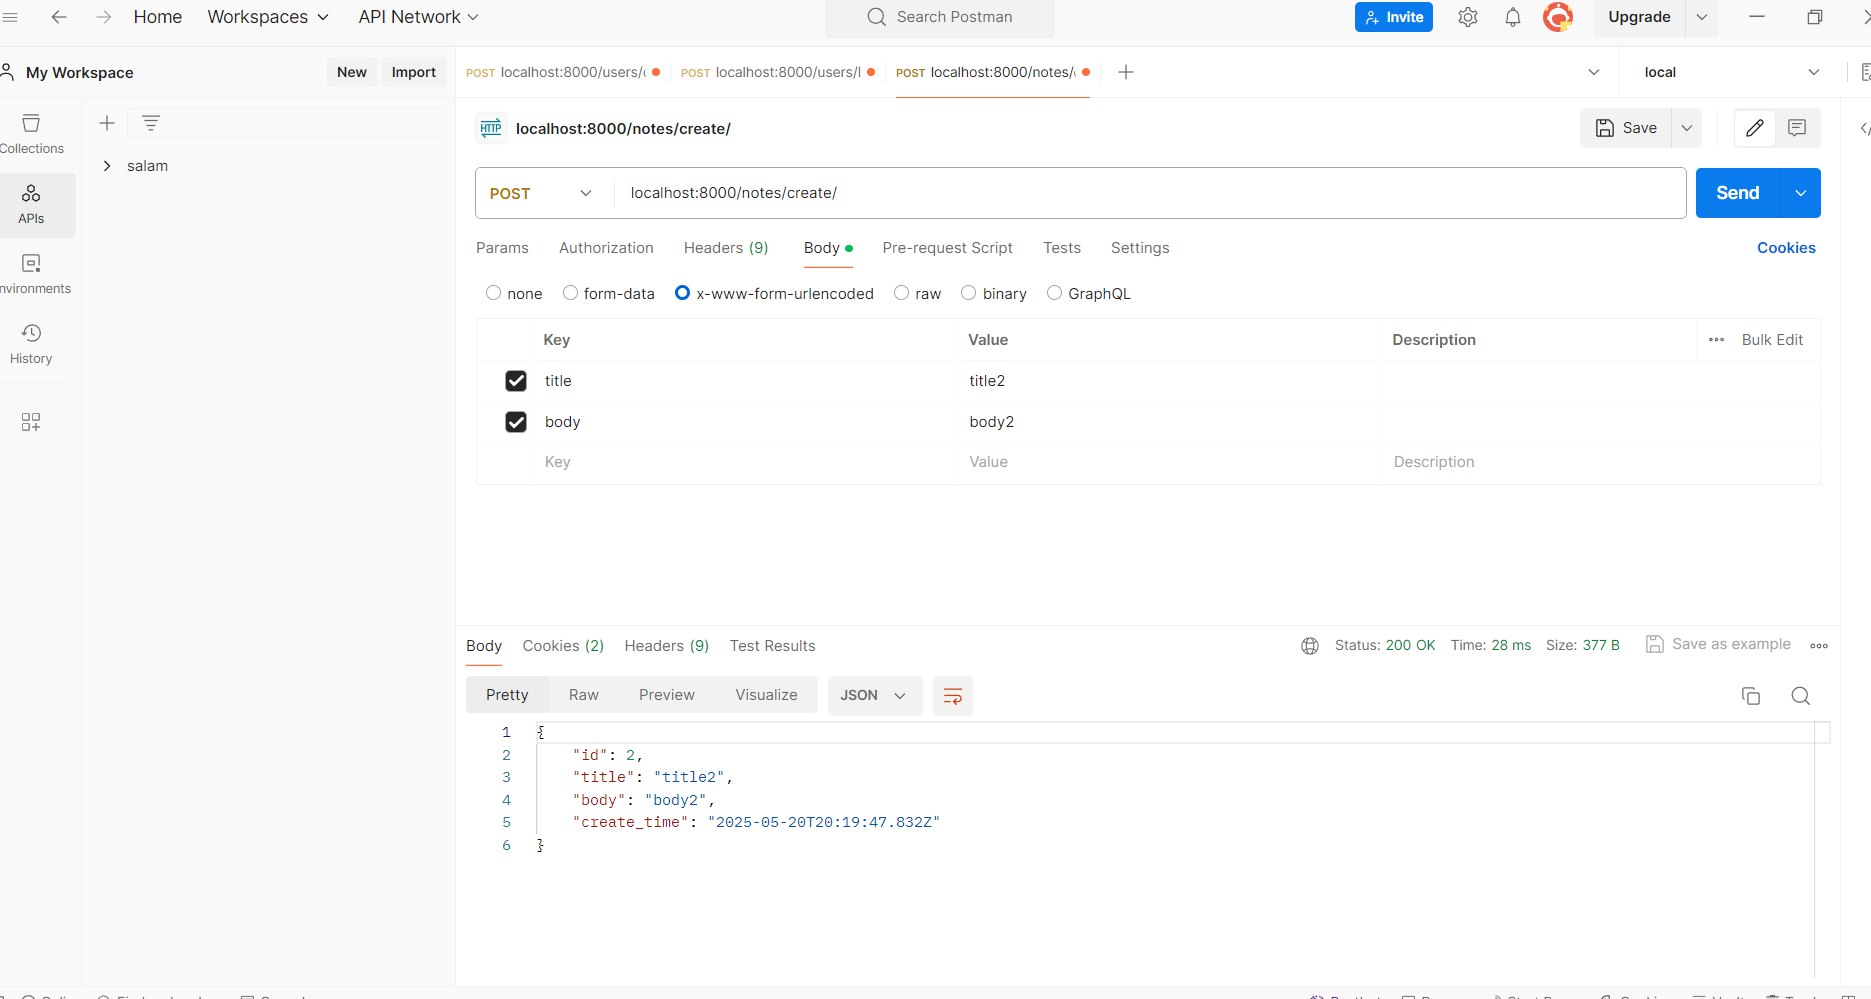 Home Workspaces API Network Search Postman Invite Upgrade
My Workspace New Import POST localhost:8000/users/ POST localhost:8000/users/l POST localhost:8000/notes/ local
Collections
salam
APIs
nvironments
History
HTTP localhost:8000/notes/create/ Save
POST localhost:8000/notes/create/ Send
Params Authorization Headers (9) Body Pre-request Script Tests Settings Cookies
none form-data x-www-form-urlencoded raw binary GraphQL
Key Value Description Bulk Edit
title title2
body body2
Key Value Description
Body Cookies (2) Headers (9) Test Results Status: 200 OK Time: 28 ms Size: 377 B Save as example
Pretty Raw Preview Visualize JSON
1 {
2 "id": 2,
3 "title": "title2",
4 "body": "body2",
5 "create_time": "2025-05-20T20:19:47.832Z"
6 }